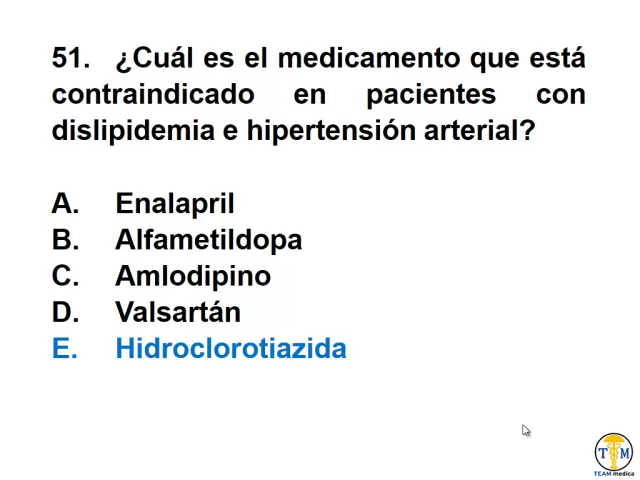 51. ¿Cuál es el medicamento que está
contraindicado en pacientes con
dislipidemia e hipertensión arterial?
A. Enalapril
B. Alfametildopa
C. Amlodipino
D. Valsartán
E. Hidroclorotiazida
T M
TEAM medica